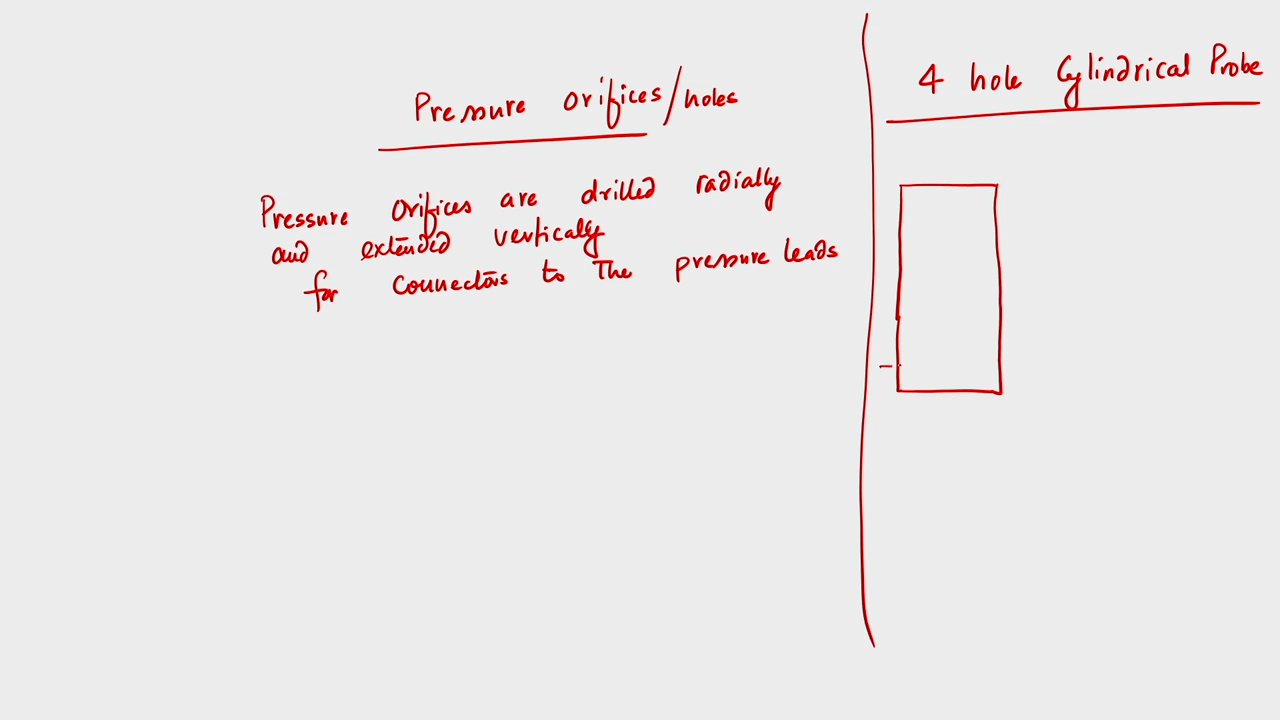 Pressure orifices/holes
Pressure orifices are drilled radially
and extended vertically
for connectors to The pressure leads
4 hole Cylindrical Probe